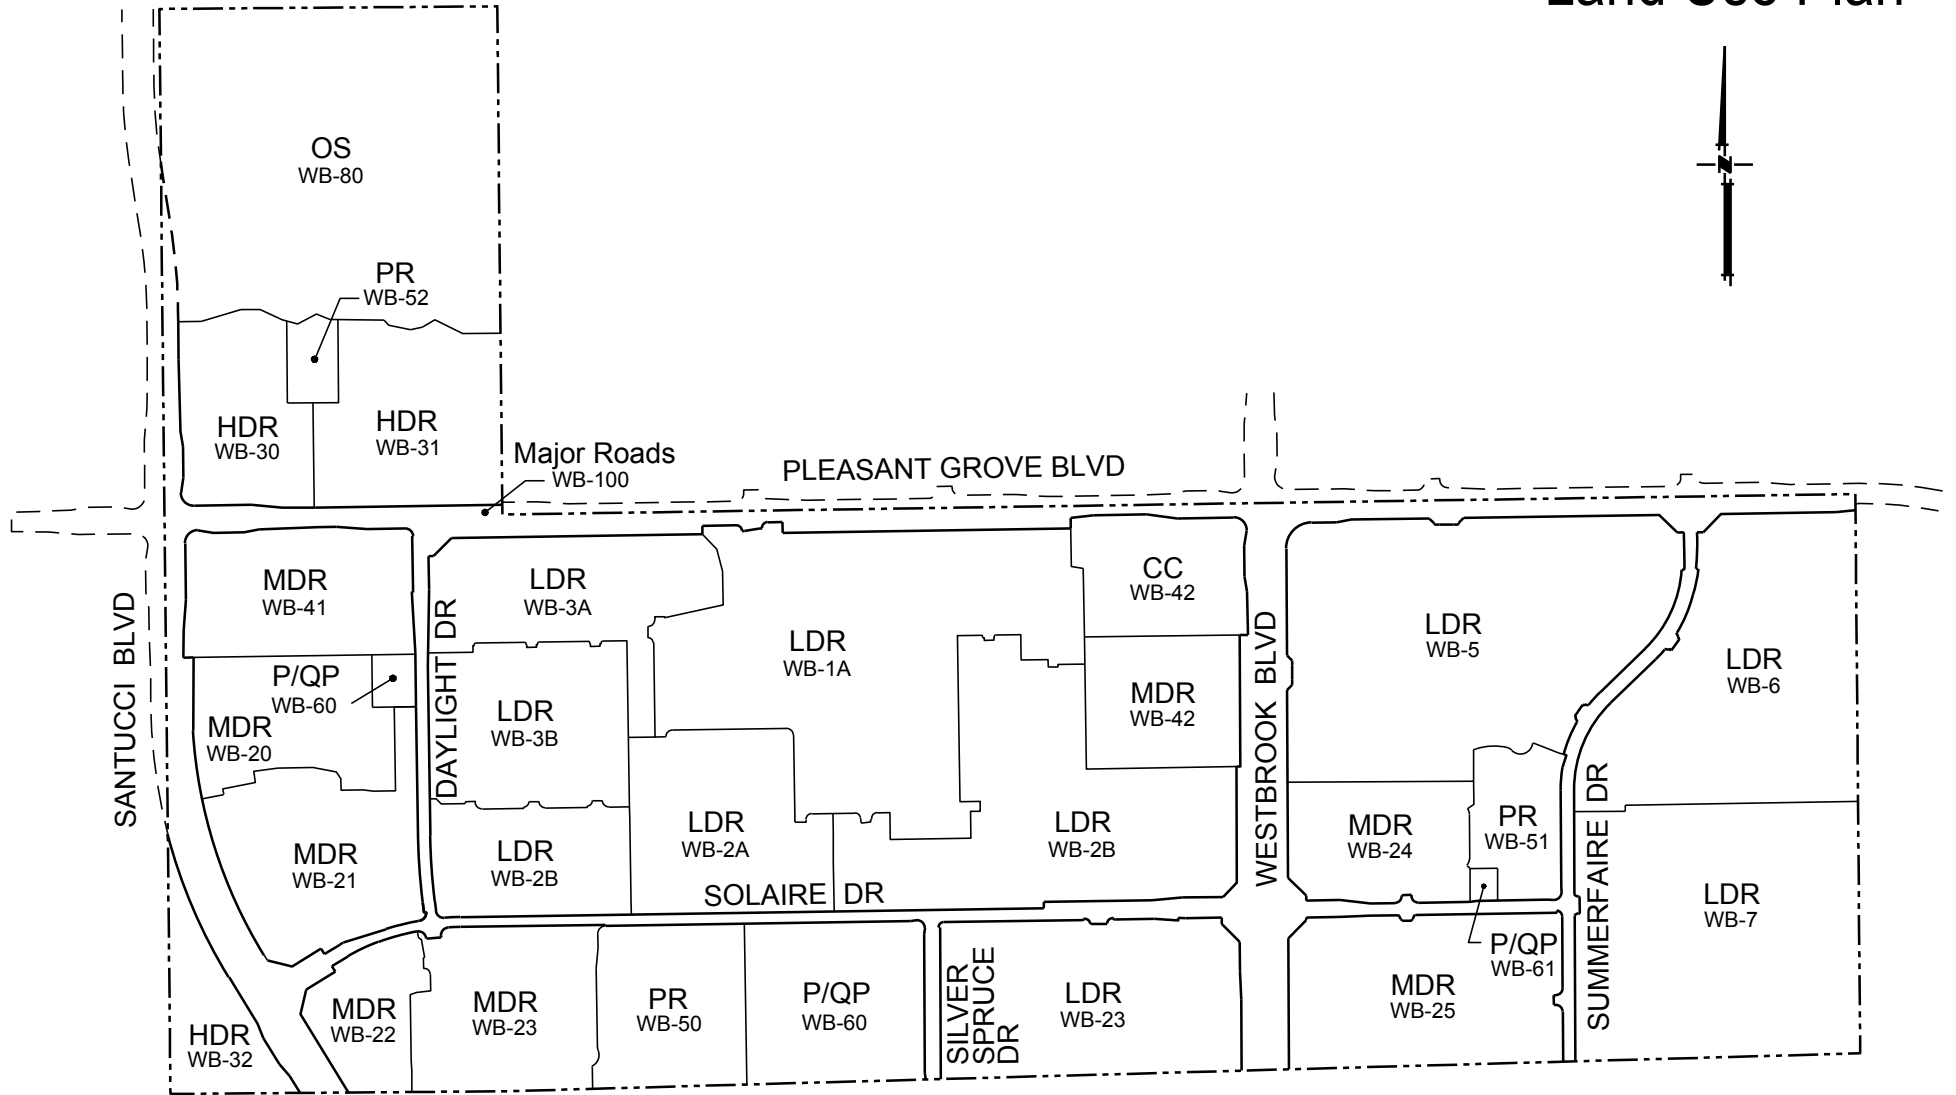 Land Use Plan
OS
WB-80
PR
WB-52
HDR
WB-30
HDR
WB-31
Major Roads
WB-100
PLEASANT GROVE BLVD
N
SANTUCCI BLVD
MDR
WB-41
P/QP
WB-60
MDR
WB-20
MDR
WB-21
DAYLIGHT DR
LDR
WB-3A
LDR
WB-3B
LDR
WB-2B
LDR
WB-1A
LDR
WB-2A
SOLAIRE DR
CC
WB-42
MDR
WB-42
LDR
WB-2B
WESTBROOK BLVD
LDR
WB-5
MDR
WB-24
PR
WB-51
LDR
WB-6
SUMMERFAIRE DR
LDR
WB-7
HDR
WB-32
MDR
WB-22
MDR
WB-23
PR
WB-50
P/QP
WB-60
SILVER
SPRUCE
DR
LDR
WB-23
MDR
WB-25
P/QP
WB-61